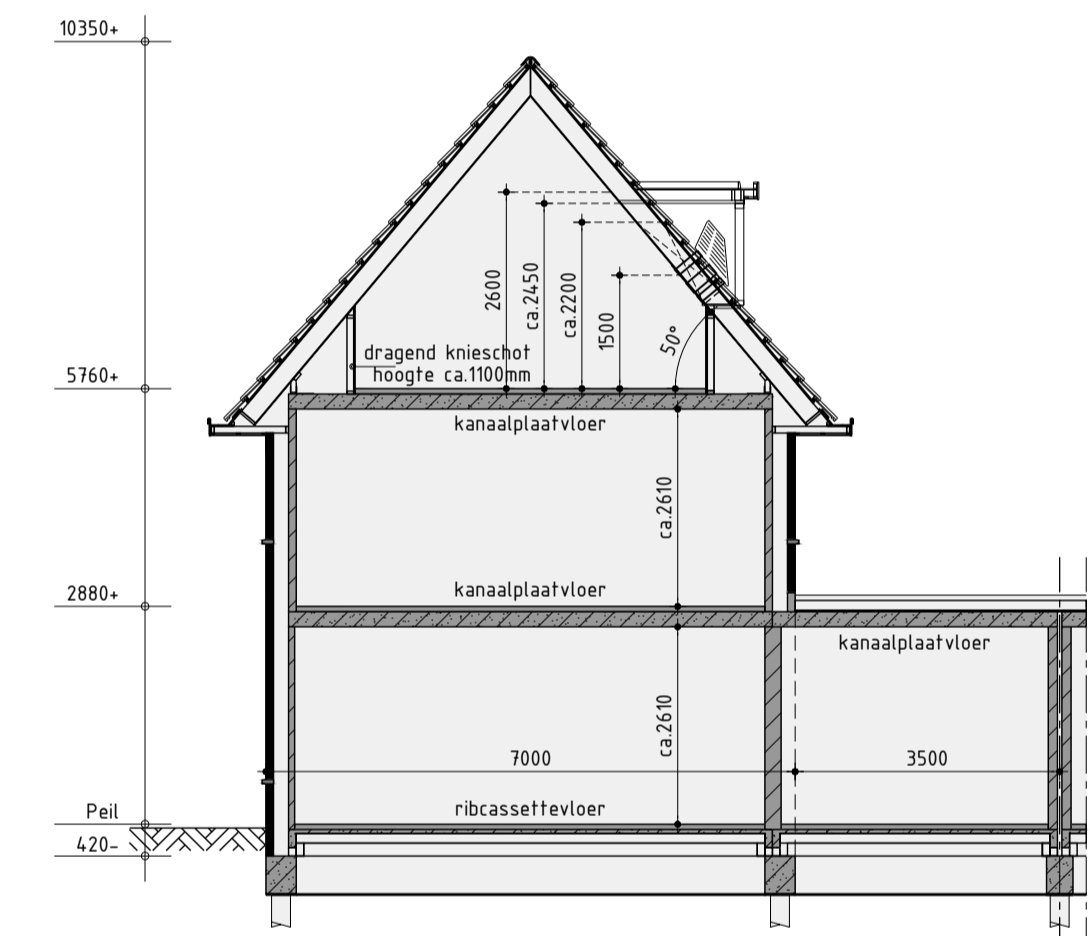 10350+
2600
ca.2450
ca.2200
1500
50°
dragend knieschot
hoogte ca.1100mm
5760+
kanaalplaatvloer
ca.2610
2880+
kanaalplaatvloer
kanaalplaatvloer
ca.2610
7000
3500
Peil
ribcassettevloer
420-